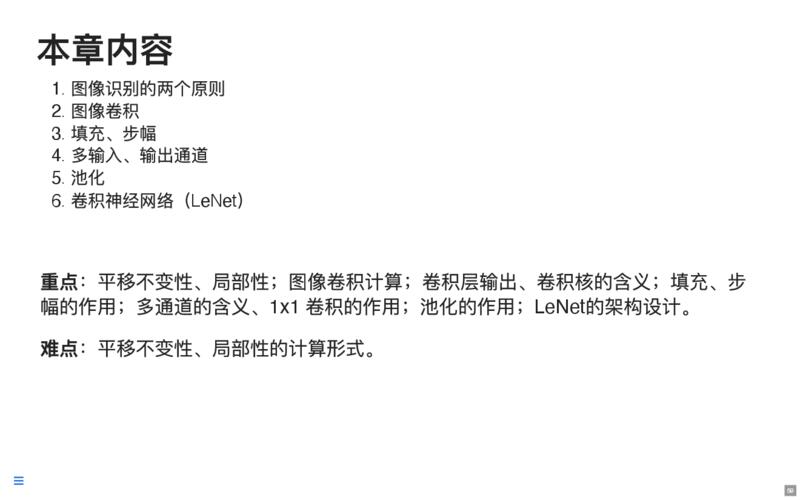 本章内容
1. 图像识别的两个原则
2. 图像卷积
3. 填充、步幅
4. 多输入、输出通道
5. 池化
6. 卷积神经网络（LeNet）
重点：平移不变性、局部性；图像卷积计算；卷积层输出、卷积核的含义；填充、步
幅的作用；多通道的含义、1x1 卷积的作用；池化的作用；LeNet的架构设计。
难点：平移不变性、局部性的计算形式。